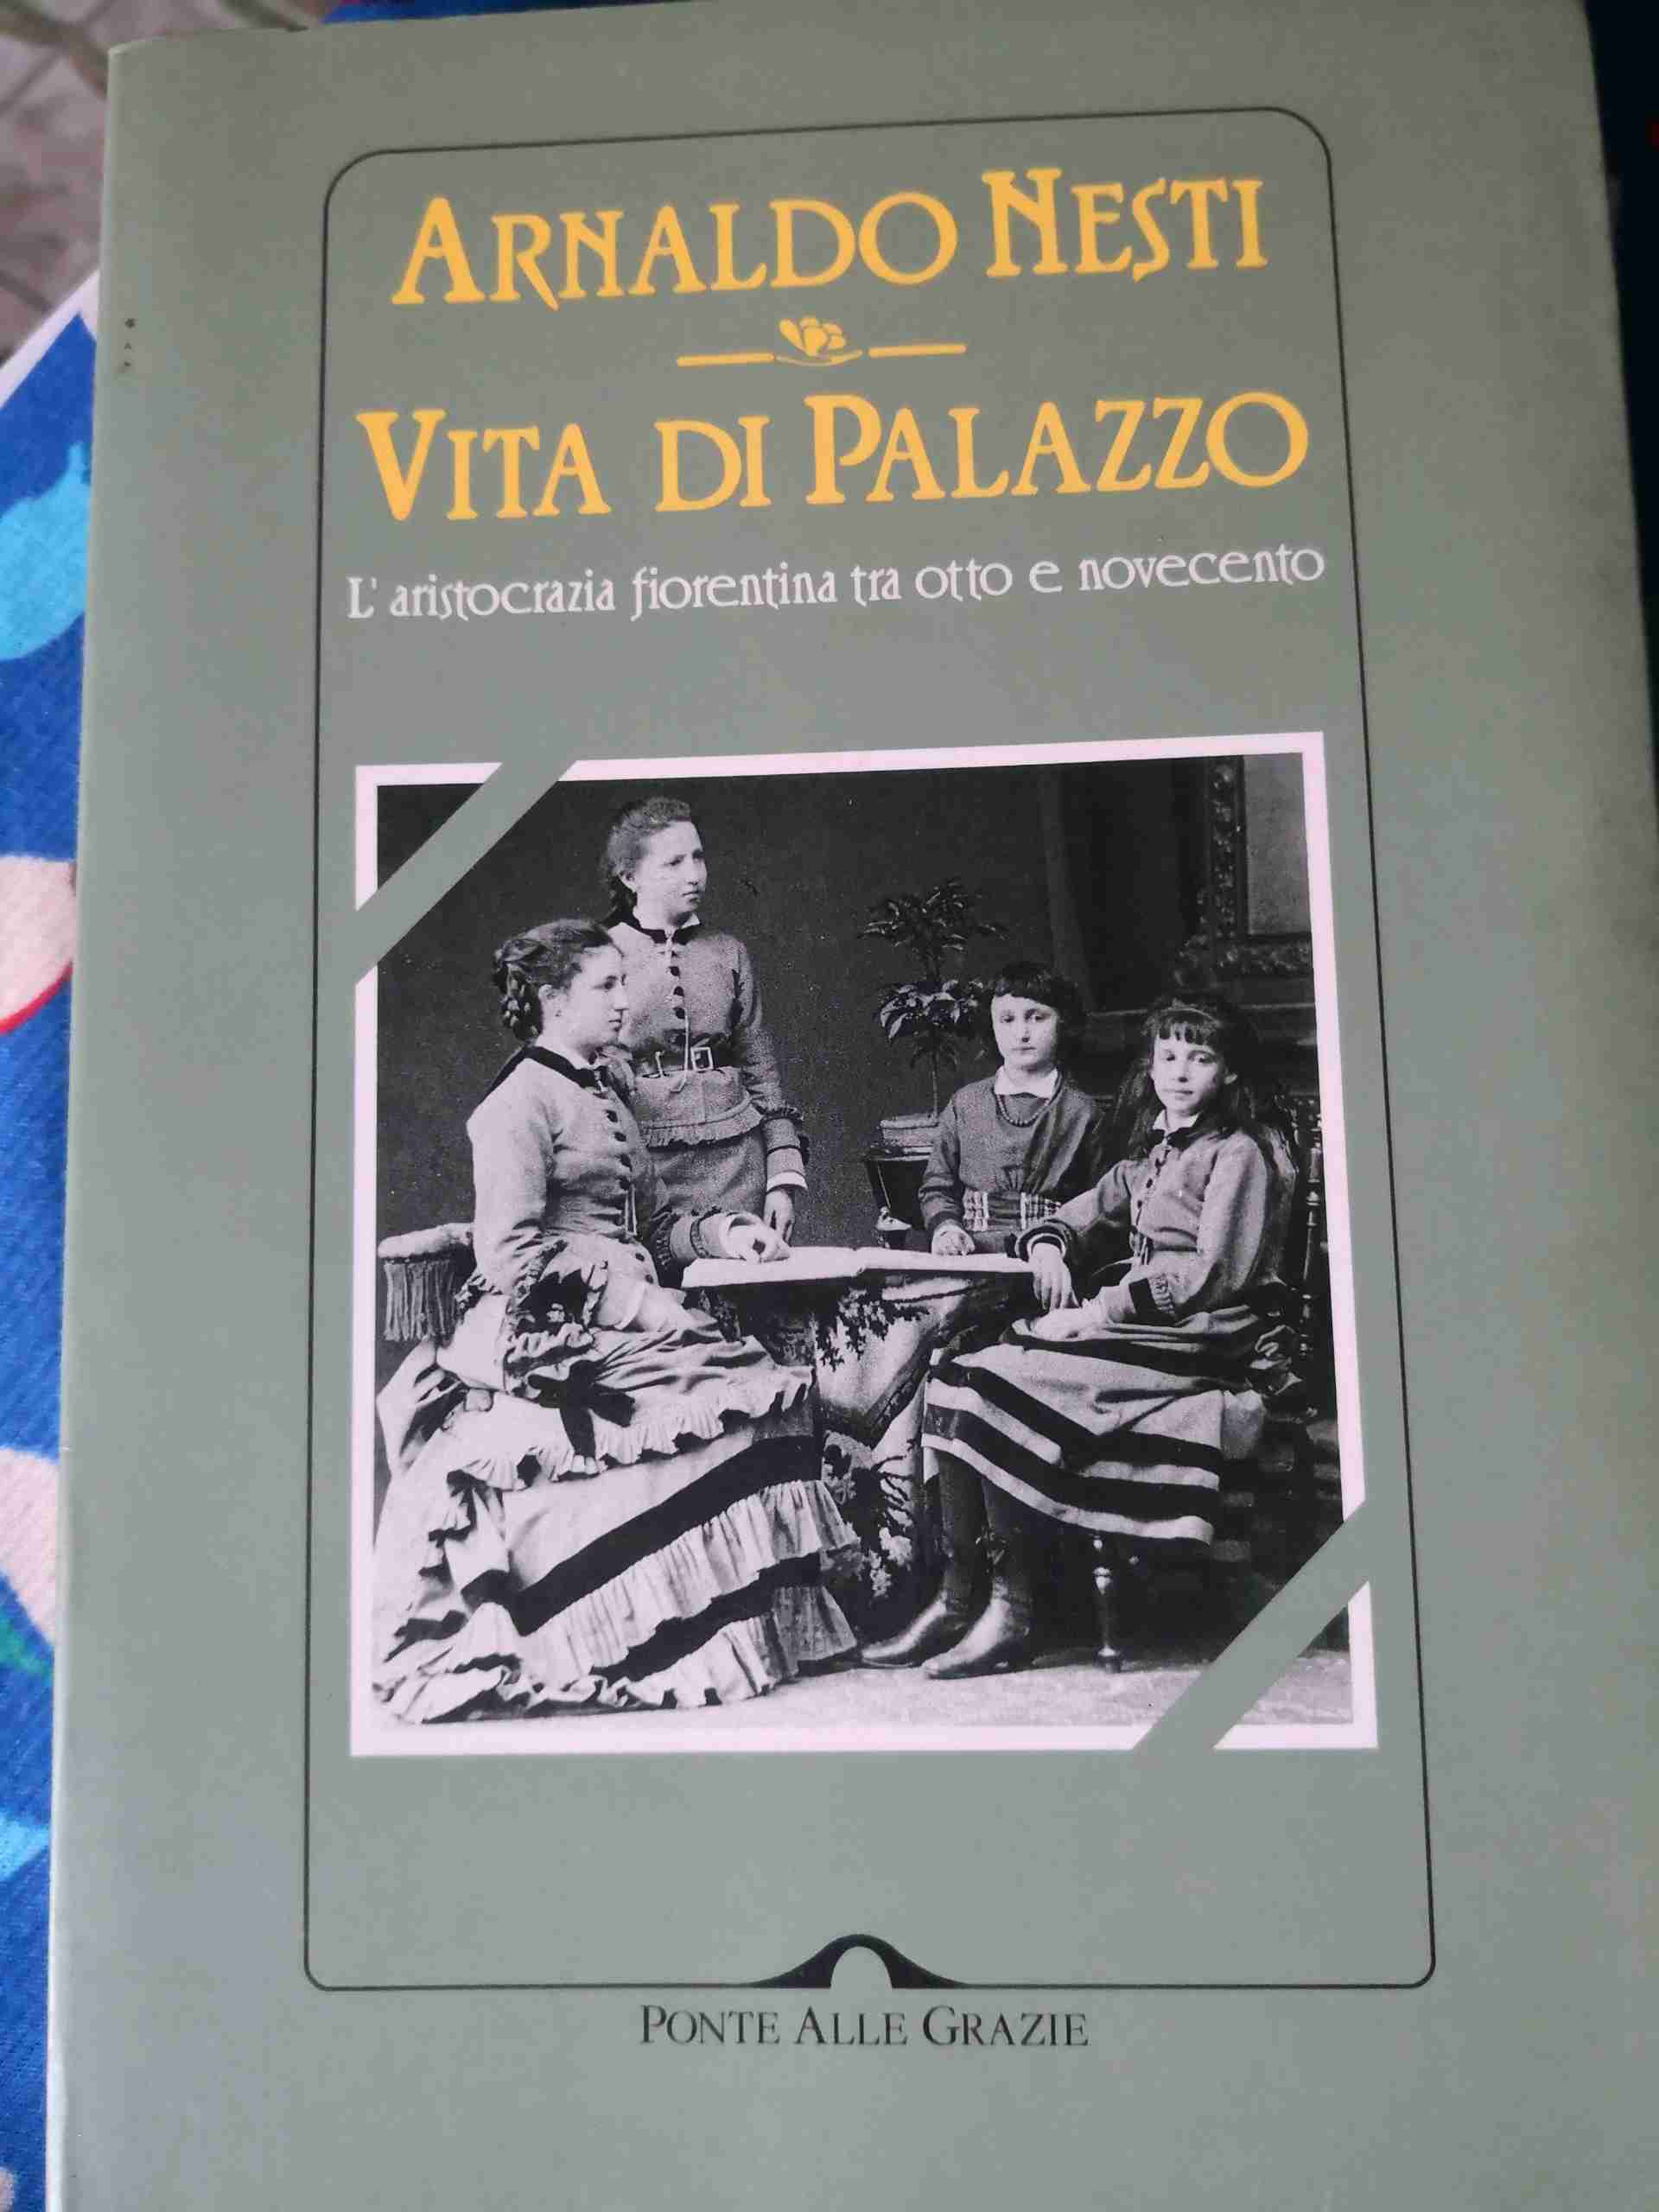 ARNALDO NESTI
VITA DI PALAZZO
L'aristocrazia fiorentina tra otto e novecento
PONTE ALLE GRAZIE